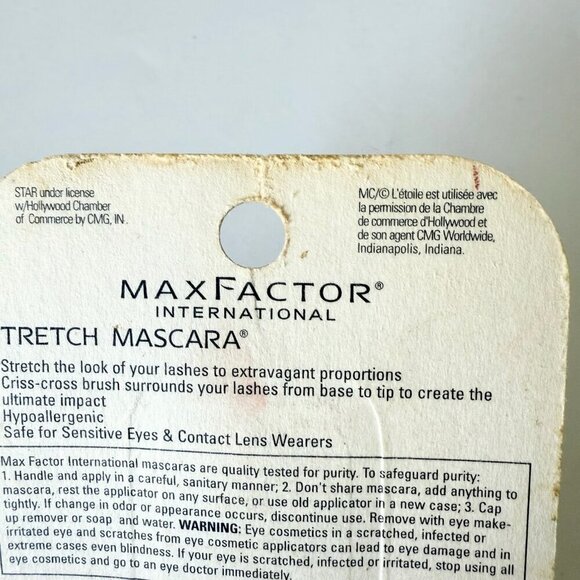 STAR under license
w/Hollywood Chamber
of Commerce by CMG, IN.
MC/© L'étoile est utilisée avec
la permission de la Chambre
de commerce d'Hollywood et
de son agent CMG Worldwide,
Indianapolis, Indiana.
MAXFACTOR®
INTERNATIONAL
TRETCH MASCARA®
Stretch the look of your lashes to extravagant proportions
Criss-cross brush surrounds your lashes from base to tip to create the
ultimate impact
Hypoallergenic
Safe for Sensitive Eyes & Contact Lens Wearers
Max Factor International mascaras are quality tested for purity. To safeguard purity:
1. Handle and apply in a careful, sanitary manner; 2. Don't share mascara, add anything to
mascara, rest the applicator on any surface, or use old applicator in a new case; 3. Cap
tightly. If change in odor or appearance occurs, discontinue use. Remove with eye make-
up remover or soap and water. WARNING: Eye cosmetics in a scratched, infected or
irritated eye and scratches from eye cosmetic applicators can lead to eye damage and in
extreme cases even blindness. If your eye is scratched, infected or irritated, stop using all
eye cosmetics and go to an eye doctor immediately.